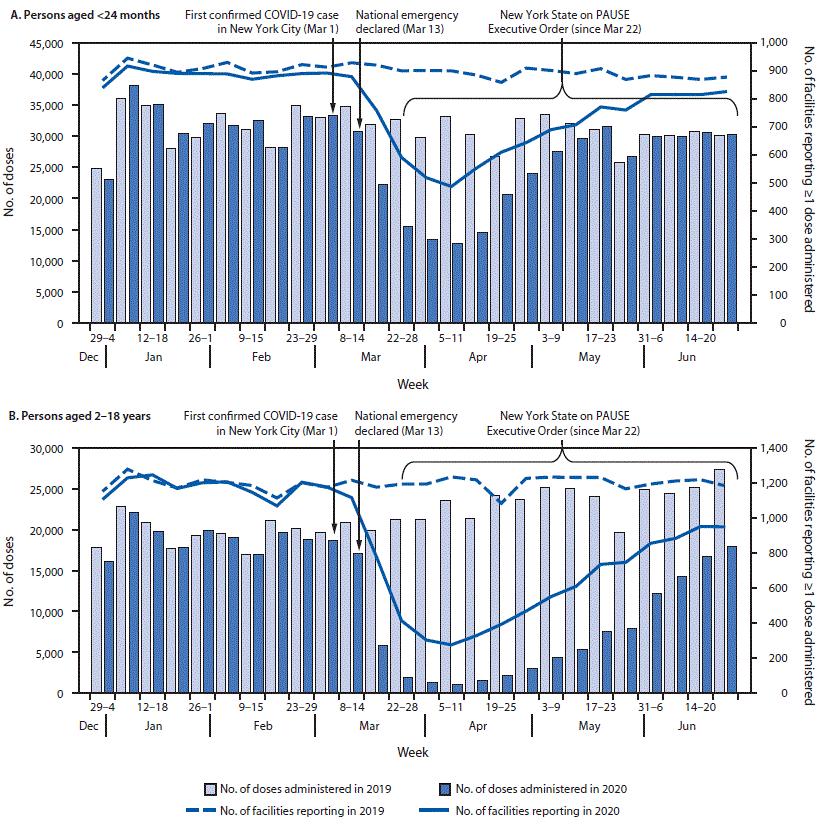 A. Persons aged <24 months
First confirmed COVID-19 case
in New York City (Mar 1)
National emergency
declared (Mar 13)
New York State on PAUSE
Executive Order (since Mar 22)
No. of doses
45,000
40,000
35,000
30,000
25,000
20,000
15,000
10,000
5,000
0
1,000
900
800
700
600
500
400
300
200
100
0
No. of facilities reporting ≥1 dose administered
29–4 12–18 26–1 9–15 23–29 8–14 22–28 5–11 19–25 3–9 17–23 31–6 14–20
Dec Jan Feb Mar Apr May Jun
Week
B. Persons aged 2–18 years
First confirmed COVID-19 case
in New York City (Mar 1)
National emergency
declared (Mar 13)
New York State on PAUSE
Executive Order (since Mar 22)
No. of doses
30,000
25,000
20,000
15,000
10,000
5,000
0
1,400
1,200
1,000
800
600
400
200
0
No. of facilities reporting ≥1 dose administered
29–4 12–18 26–1 9–15 23–29 8–14 22–28 5–11 19–25 3–9 17–23 31–6 14–20
Dec Jan Feb Mar Apr May Jun
Week
No. of doses administered in 2019 No. of doses administered in 2020
No. of facilities reporting in 2019 No. of facilities reporting in 2020